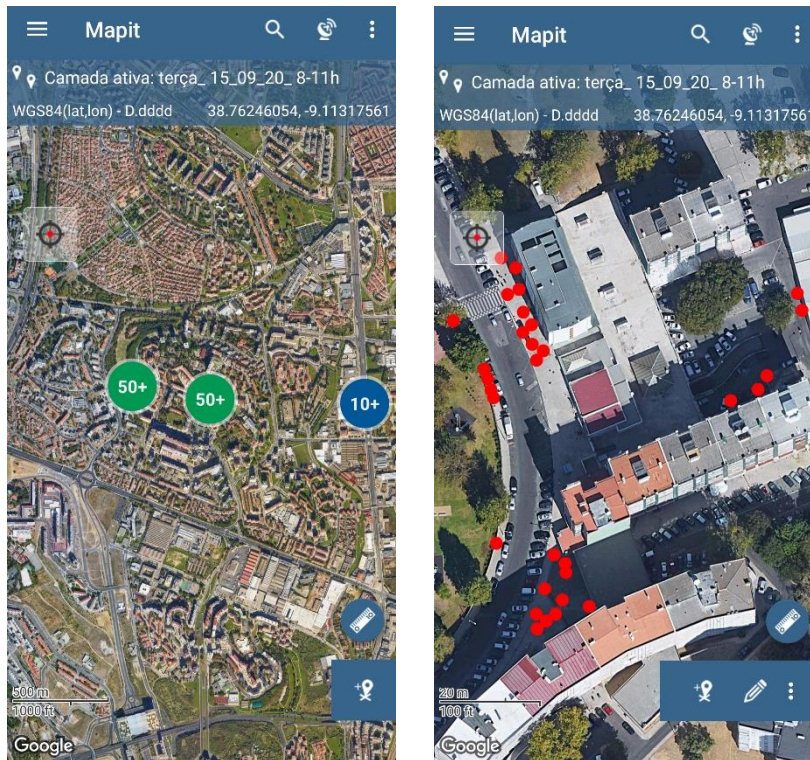 Mapit
Camada ativa: terça_ 15_09_20_ 8-11h
WGS84(lat,lon) - D.dddd 38.76246054, -9.11317561
50+
50+
10+
500 m
1000 ft
Google
Mapit
Camada ativa: terça_ 15_09_20_ 8-11h
WGS84(lat,lon) - D.dddd 38.76246054, -9.11317561
20 m
100 ft
Google